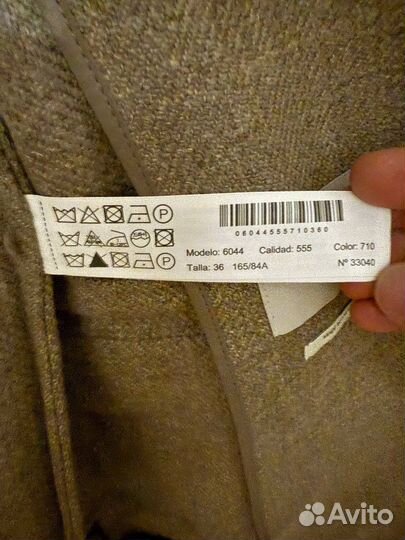 06044555710360
Modelo: 6044 Calidad: 555 Color: 710
Talla: 36 165/84A Nº 33040
P
P
Avito